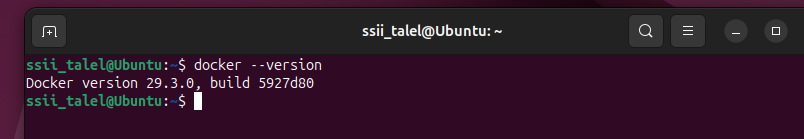 ssii_talel@Ubuntu: ~
ssii_talel@Ubuntu:~$ docker --version
Docker version 29.3.0, build 5927d80
ssii_talel@Ubuntu:~$